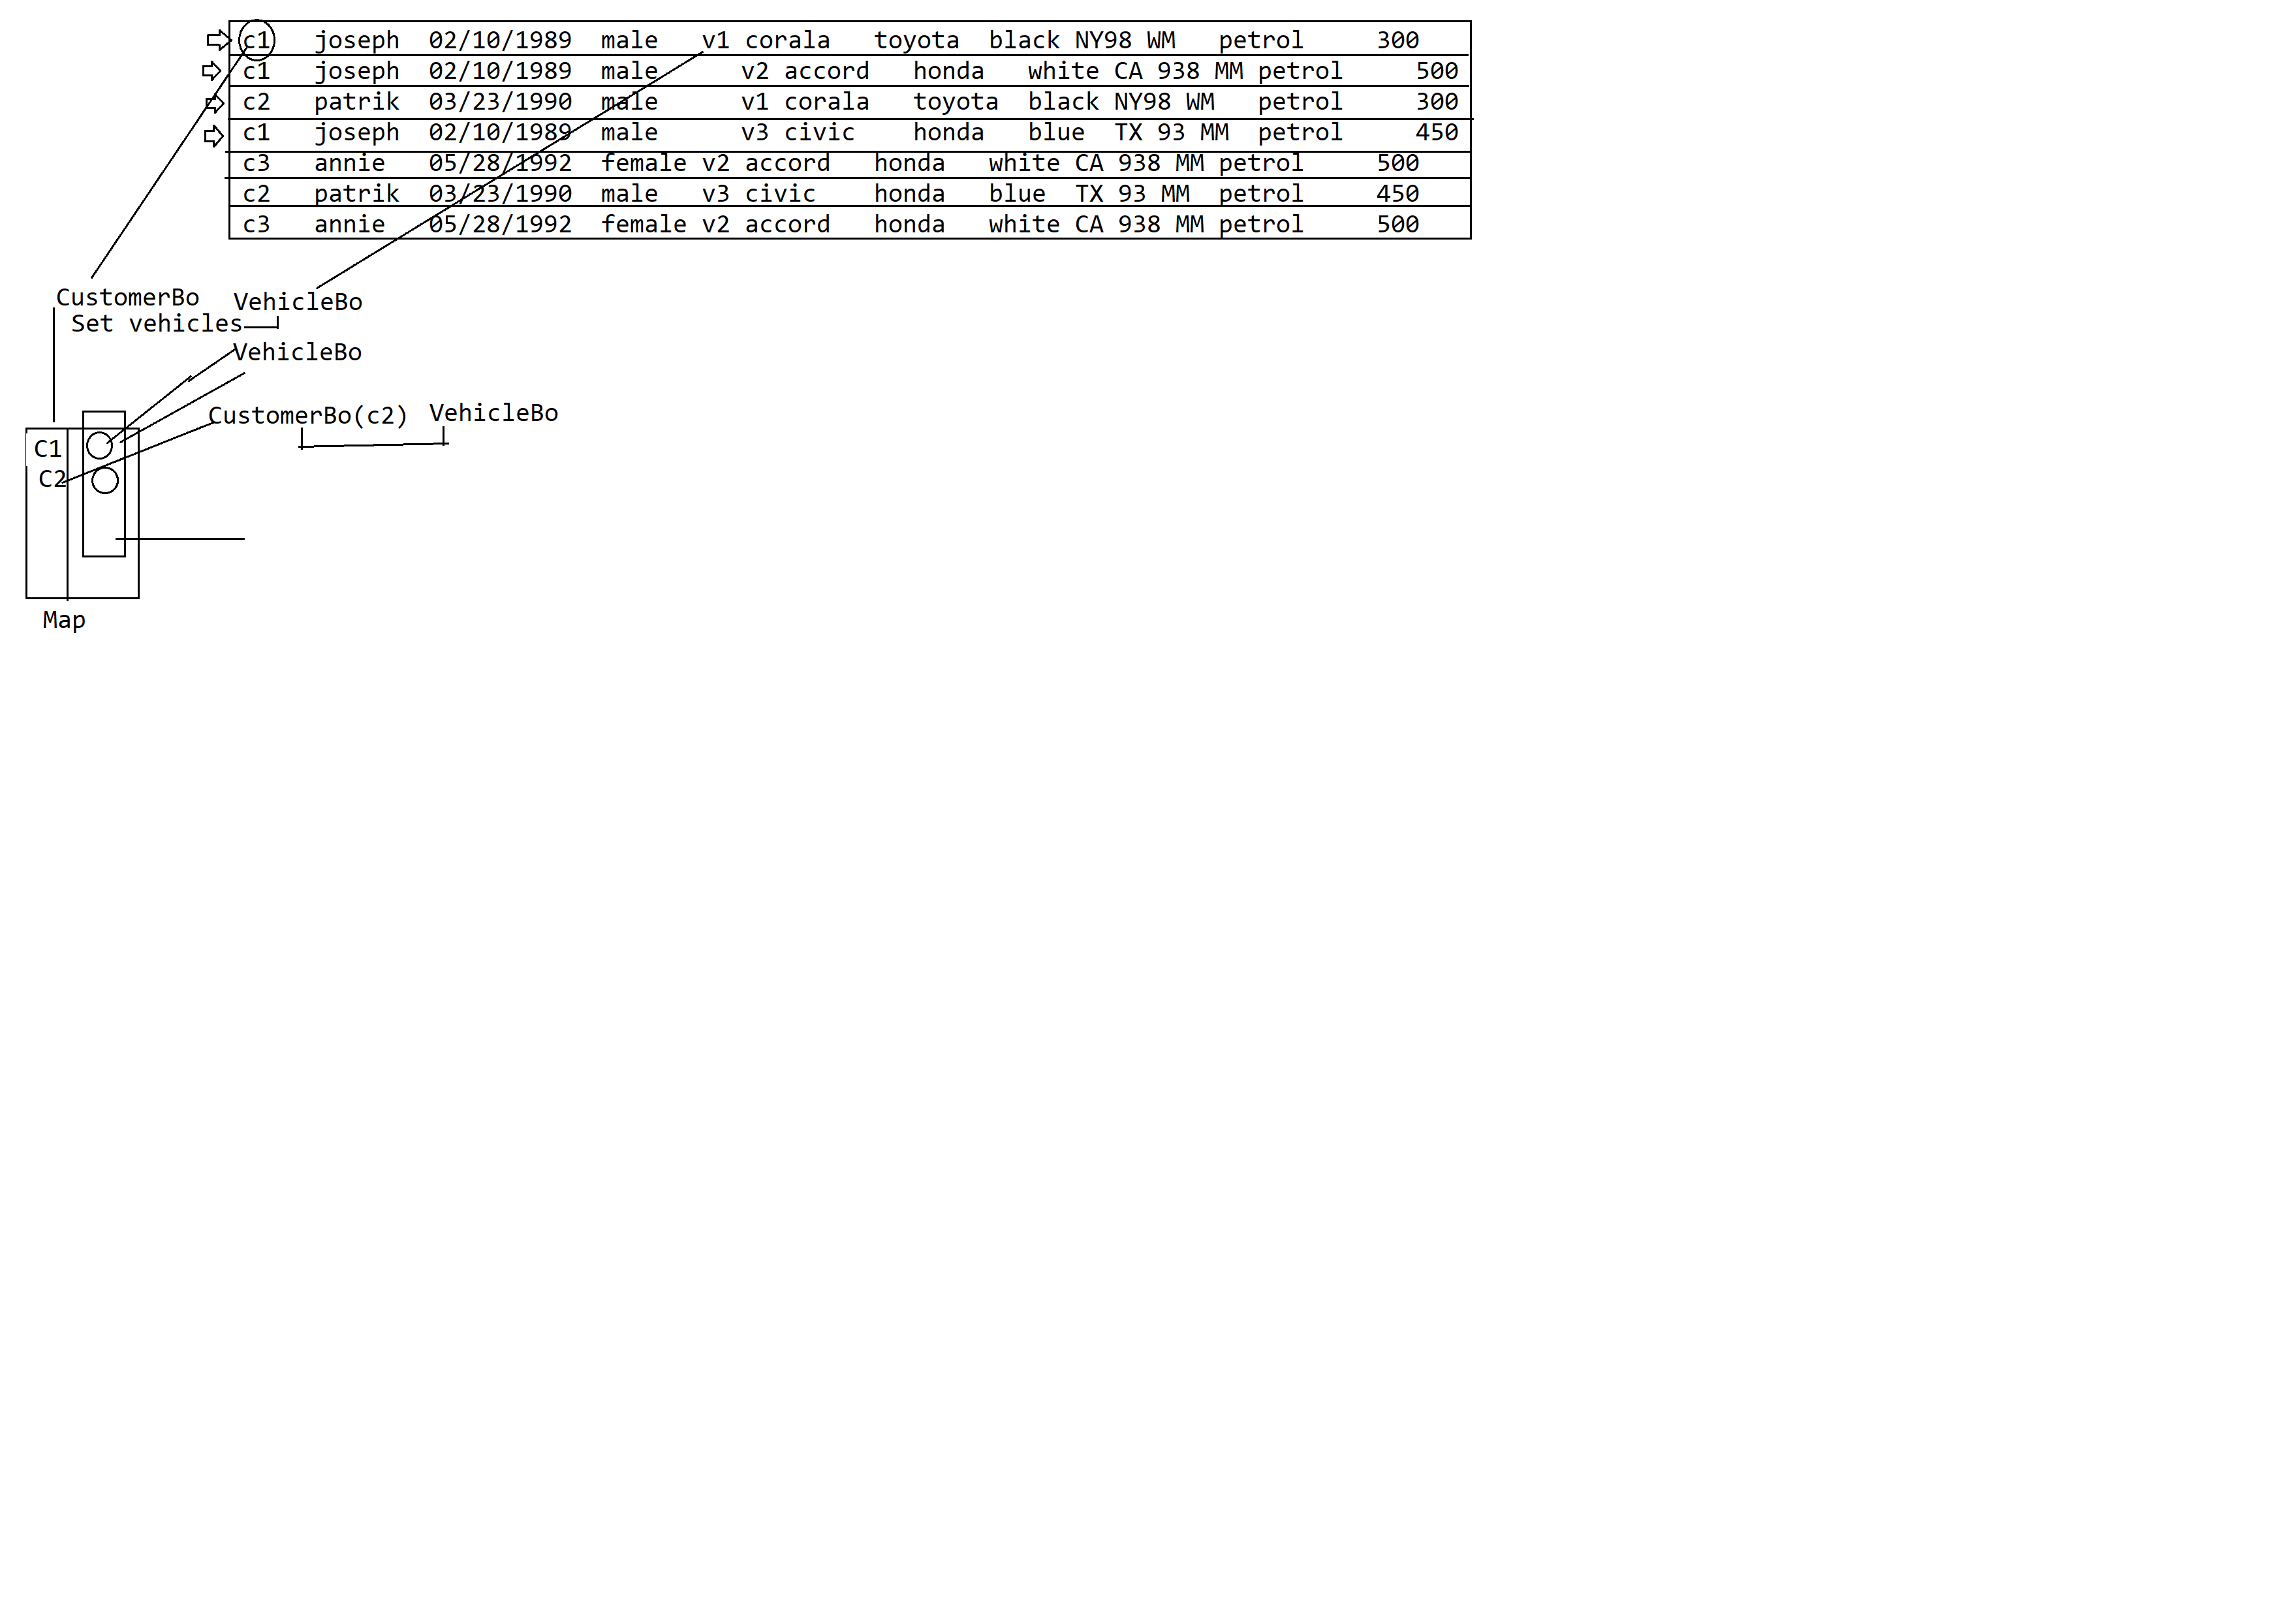 c1 joseph 02/10/1989 male v1 corala toyota black NY98 WM petrol 300
c1 joseph 02/10/1989 male v2 accord honda white CA 938 MM petrol 500
c2 patrik 03/23/1990 male v1 corala toyota black NY98 WM petrol 300
c1 joseph 02/10/1989 male v3 civic honda blue TX 93 MM petrol 450
c3 annie 05/28/1992 female v2 accord honda white CA 938 MM petrol 500
c2 patrik 03/23/1990 male v3 civic honda blue TX 93 MM petrol 450
c3 annie 05/28/1992 female v2 accord honda white CA 938 MM petrol 500
CustomerBo VehicleBo
Set vehicles
VehicleBo
CustomerBo(c2) VehicleBo
C1
C2
Map